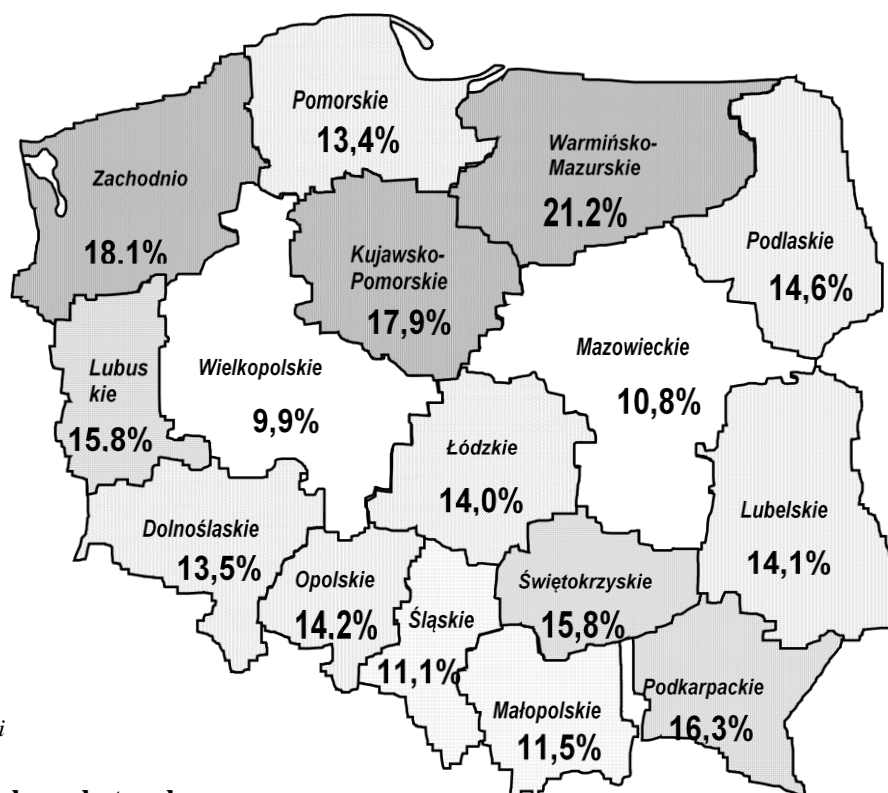 Pomorskie
13,4%
Warmińsko-
Mazurskie
21,2%
Zachodnio
18,1%
Kujawsko-
Pomorskie
17,9%
Podlaskie
14,6%
Mazowieckie
10,8%
Lubus
kie
15,8%
Wielkopolskie
9,9%
Łódzkie
14,0%
Lubelskie
14,1%
Dolnoślaskie
13,5%
Opolskie
14,2%
Śląskie
11,1%
Świętokrzyskie
15,8%
Małopolskie
11,5%
Podkarpackie
16,3%
i